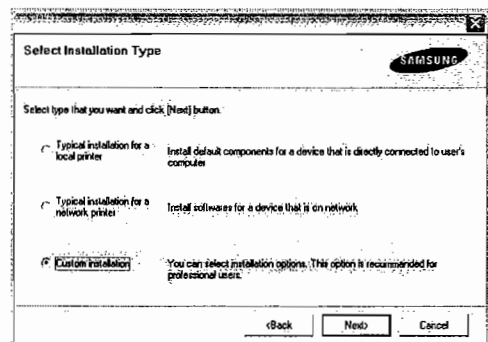 Select Installation Type
SAMSUNG
Select type that you want and click [Next] button.
Typical installation for a
local printer
Install default components for a device that is directly connected to user's
computer
Typical installation for a
network printer
Install softwares for a device that is on network
Custom installation
You can select installation options. This option is recommended for
professional users.
<Back
Next>
Cancel